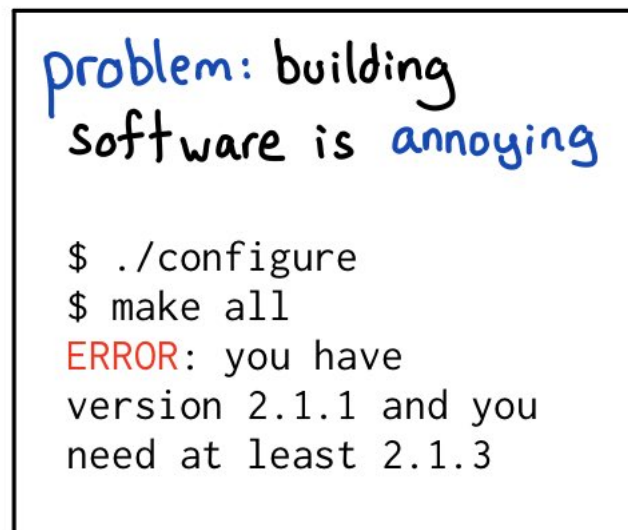 problem: building
software is annoying
$ ./configure
$ make all
ERROR: you have
version 2.1.1 and you
need at least 2.1.3